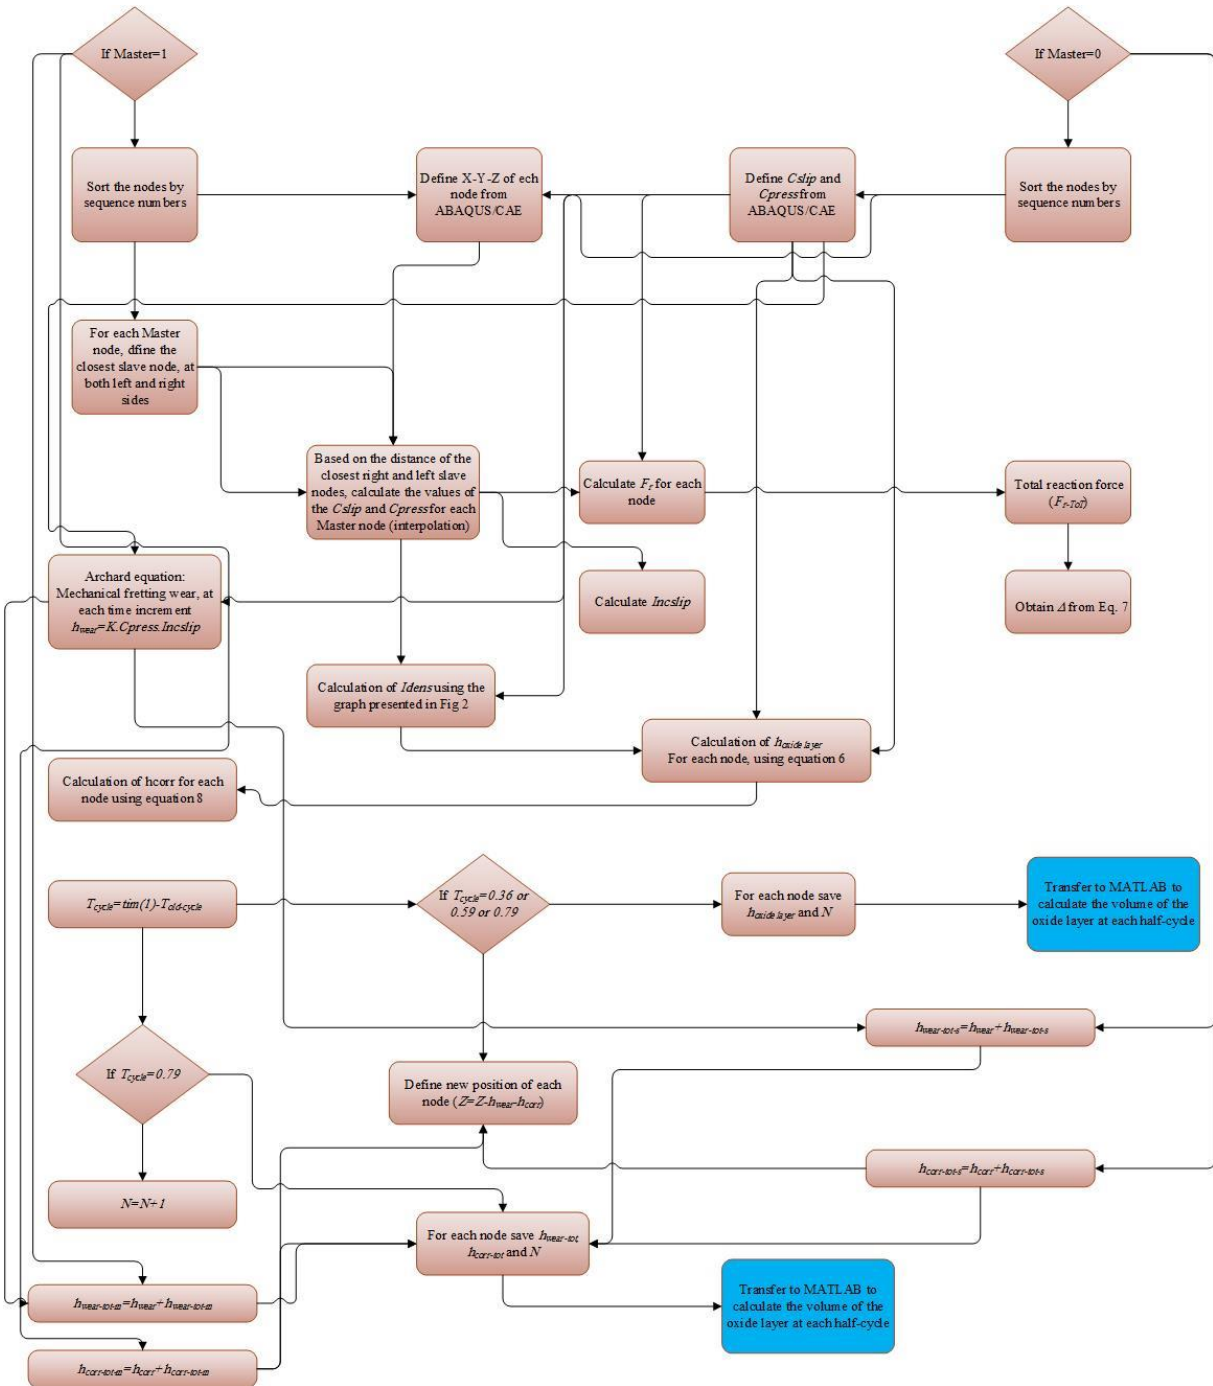 If Master=1
If Master=0
Sort the nodes by
sequence numbers
Define X-Y-Z of ech
node from
ABAQUS/CAE
Define Cslip and
Cpress from
ABAQUS/CAE
Sort the nodes by
sequence numbers
For each Master
node, dfine the
closest slave node, at
both left and right
sides
Based on the distance of the
closest right and left slave
nodes, calculate the values of
the Cslip and Cpress for each
Master node (interpolation)
Calculate Fr for each
node
Total reaction force
(Fr-ToT)
Archard equation:
Mechanical fretting wear, at
each time increment
hwear=K.Cpress.Incslip
Calculate Incslip
Obtain Δ from Eq. 7
Calculation of Idens using the
graph presented in Fig 2
Calculation of hoxide layer
For each node, using equation 6
Calculation of hcorr for each
node using equation 8
Tcycle=tim(1)-Told-cycle
If Tcycle=0.36 or
0.59 or 0.79
For each node save
hoxide layer and N
Transfer to MATLAB to
calculate the volume of the
oxide layer at each half-cycle
hwear-tot-s=hwear+hwear-tot-s
If Tcycle=0.79
Define new position of each
node (Z=Z-hwear-hcorr)
hcorr-tot-s=hcorr+hcorr-tot-s
N=N+1
For each node save hwear-tot,
hcorr-tot and N
Transfer to MATLAB to
calculate the volume of the
oxide layer at each half-cycle
hwear-tot-m=hwear+hwear-tot-m
hcorr-tot-m=hcorr+hcorr-tot-m